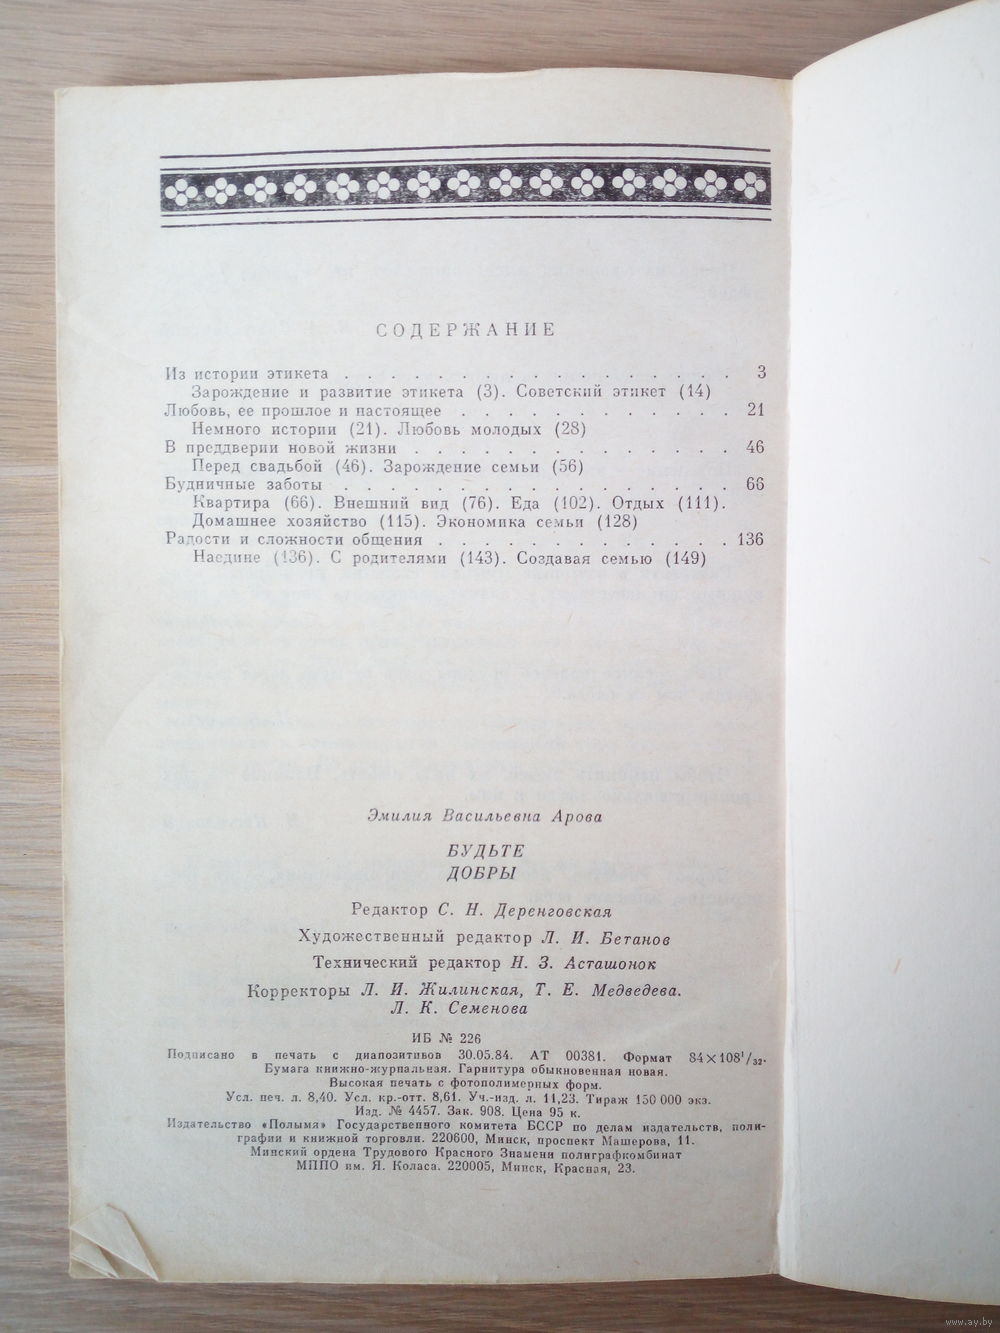 СОДЕРЖАНИЕ
Из истории этикета . . . . . . . . . . . . . . . . . 3
Зарождение и развитие этикета (3). Советский этикет (14)
Любовь, ее прошлое и настоящее . . . . . . . . . . . . 21
Немного истории (21). Любовь молодых (28)
В преддверии новой жизни . . . . . . . . . . . . . . 46
Перед свадьбой (46). Зарождение семьи (56)
Будничные заботы . . . . . . . . . . . . . . . . . 66
Квартира (66). Внешний вид (76). Еда (102). Отдых (111).
Домашнее хозяйство (115). Экономика семьи (128)
Радости и сложности общения . . . . . . . . . . . . . 136
Наедине (136). С родителями (143). Создавая семью (149)
Эмилия Васильевна Арова
БУДЬТЕ
ДОБРЫ
Редактор С. Н. Деренговская
Художественный редактор Л. И. Бетанов
Технический редактор Н. З. Асташонок
Корректоры Л. И. Жилинская, Т. Е. Медведева.
Л. К. Семенова
ИБ № 226
Подписано в печать с диапозитивов 30.05.84. АТ 00381. Формат 84×108¹/₃₂.
Бумага книжно-журнальная. Гарнитура обыкновенная новая.
Высокая печать с фотополимерных форм.
Усл. печ. л. 8,40. Усл. кр.-отт. 8,61. Уч.-изд. л. 11,23. Тираж 150 000 экз.
Изд. № 4457. Зак. 908. Цена 95 к.
Издательство «Полымя» Государственного комитета БССР по делам издательств, поли-
графии и книжной торговли. 220600, Минск, проспект Машерова, 11.
Минский ордена Трудового Красного Знамени полиграфкомбинат
МППО им. Я. Коласа. 220005, Минск, Красная, 23.
www.ay.by